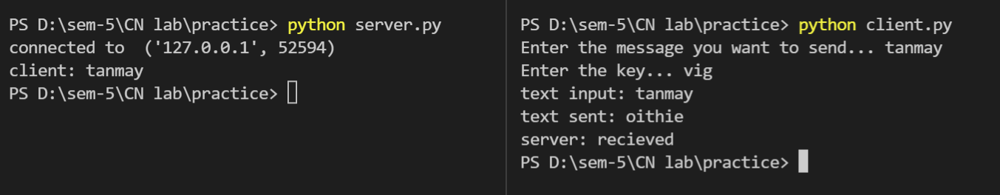 PS D:\sem-5\CN lab\practice> python server.py
connected to  ('127.0.0.1', 52594)
client: tanmay
PS D:\sem-5\CN lab\practice>
PS D:\sem-5\CN lab\practice> python client.py
Enter the message you want to send... tanmay
Enter the key... vig
text input: tanmay
text sent: oithie
server: recieved
PS D:\sem-5\CN lab\practice>